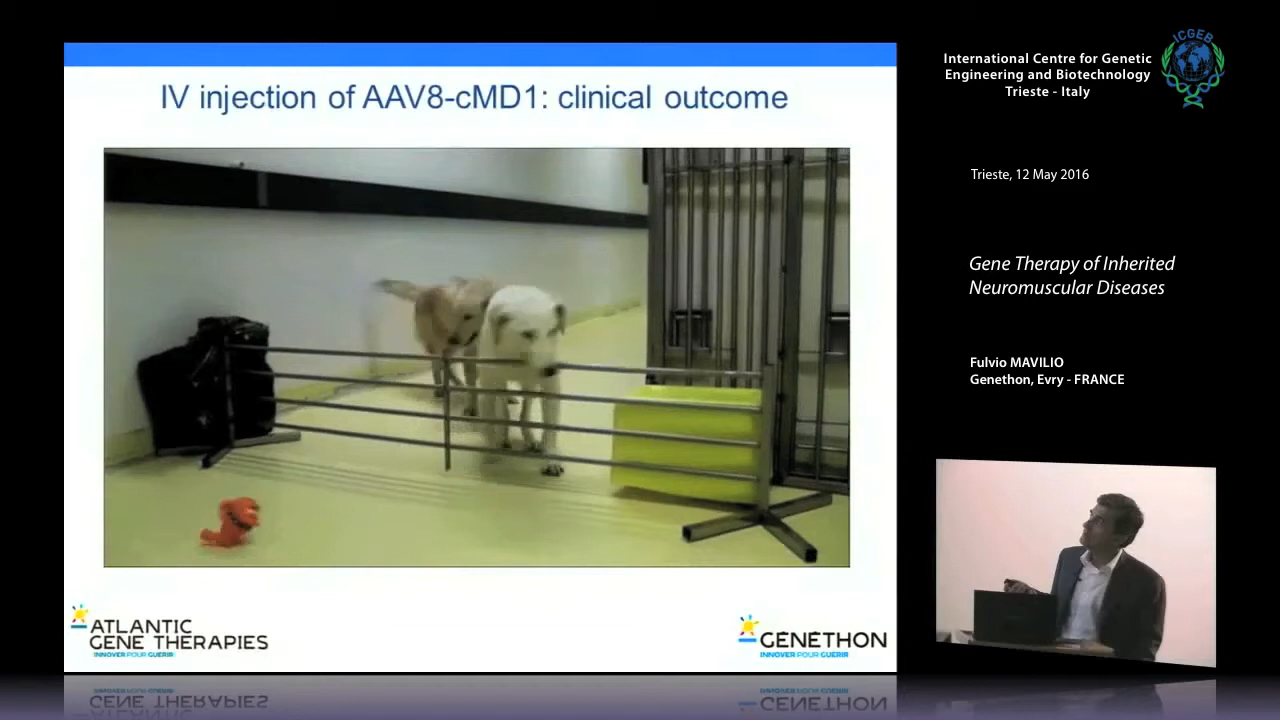 IV injection of AAV8-cMD1: clinical outcome
ATLANTIC
GENE THERAPIES
INNOVER POUR GUÉRIR
GENETHON
INNOVER POUR GUÉRIR
ICGEB
International Centre for Genetic
Engineering and Biotechnology
Trieste - Italy
Trieste, 12 May 2016
Gene Therapy of Inherited
Neuromuscular Diseases
Fulvio MAVILIO
Genethon, Evry - FRANCE